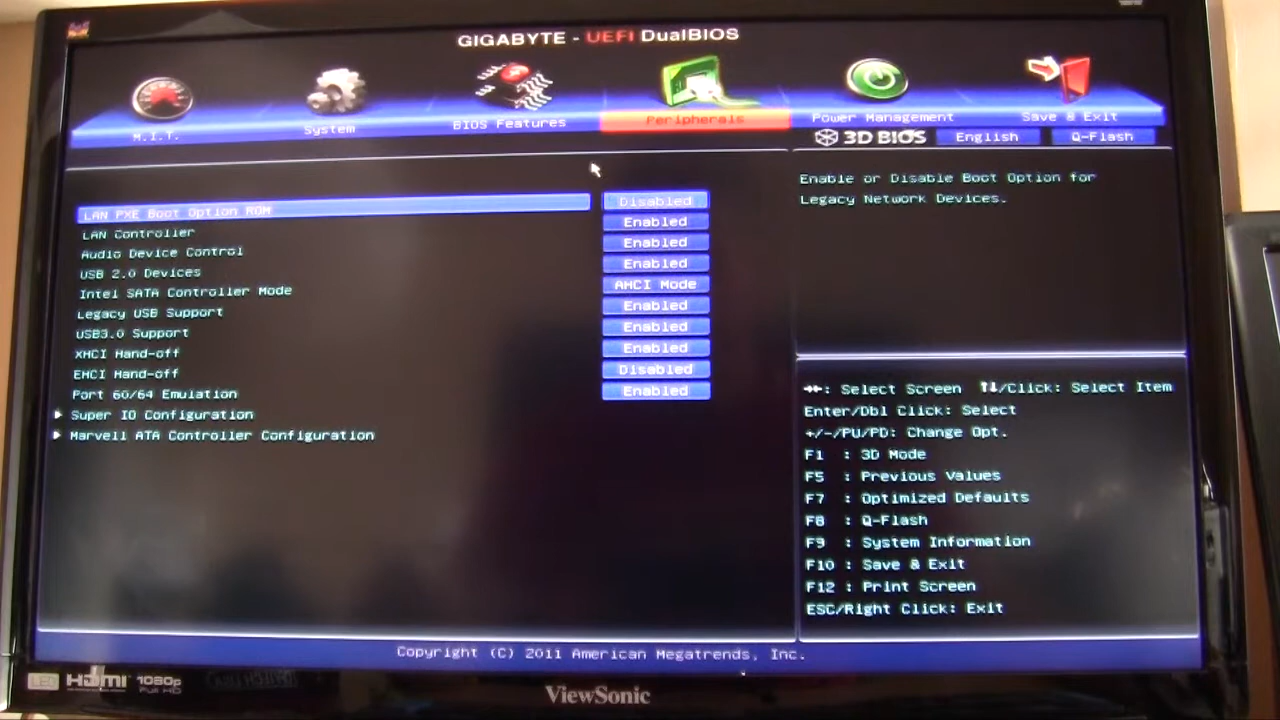 GIGABYTE - UEFI DualBIOS
M.I.T.
System
BIOS Features
Peripherals
Power Management
Save & Exit
3D BIOS
English
Q-Flash
LAN PXE Boot Option ROM Disabled
LAN Controller Enabled
Audio Device Control Enabled
USB 2.0 Devices Enabled
Intel SATA Controller Mode AHCI Mode
Legacy USB Support Enabled
USB3.0 Support Enabled
XHCI Hand-off Enabled
EHCI Hand-off Disabled
Port 60/64 Emulation Enabled
Super IO Configuration
Marvell ATA Controller Configuration
Enable or Disable Boot Option for
Legacy Network Devices.
→←: Select Screen ↑↓/Click: Select Item
Enter/Dbl Click: Select
+/-/PU/PD: Change Opt.
F1 : 3D Mode
F5 : Previous Values
F7 : Optimized Defaults
F8 : Q-Flash
F9 : System Information
F10 : Save & Exit
F12 : Print Screen
ESC/Right Click: Exit
Copyright (C) 2011 American Megatrends, Inc.
LED HDMI 1080p
Full HD
ViewSonic